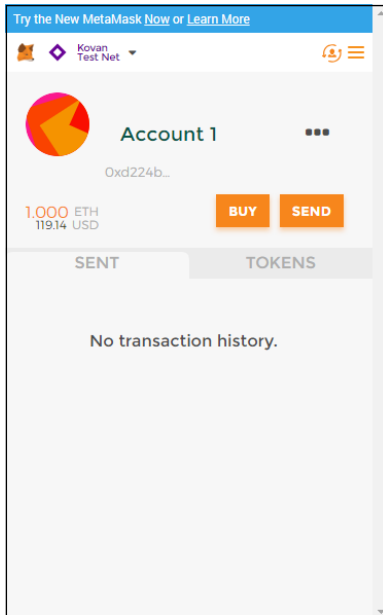 Try the New MetaMask Now or Learn More
Kovan
Test Net
Account 1
0xd224b...
1.000 ETH
119.14 USD
BUY
SEND
SENT
TOKENS
No transaction history.